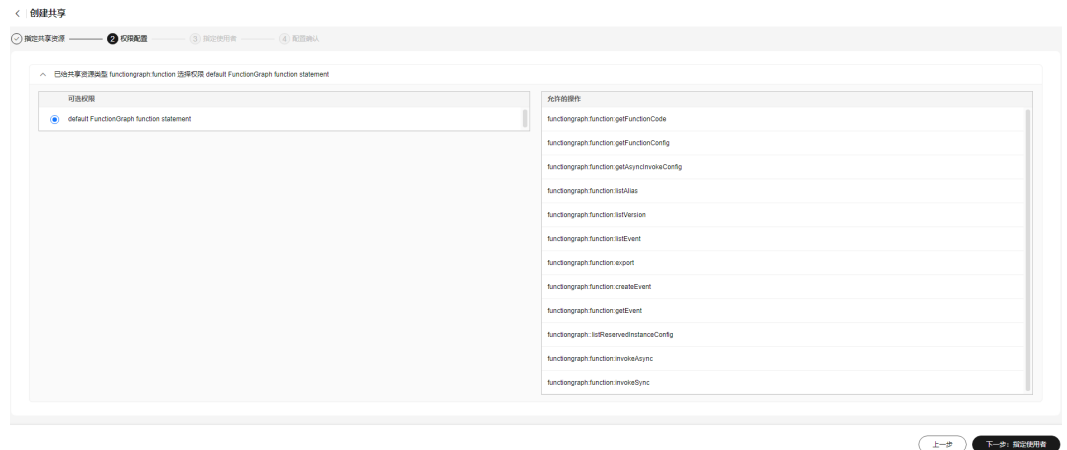 创建共享
指定共享资源 2 权限配置 3 指定使用者 4 配置确认
已给共享资源类型 functiongraph:function 选择权限 default FunctionGraph function statement
可选权限
default FunctionGraph function statement
允许的操作
functiongraph:function:getFunctionCode
functiongraph:function:getFunctionConfig
functiongraph:function:getAsyncInvokeConfig
functiongraph:function:listAlias
functiongraph:function:listVersion
functiongraph:function:listEvent
functiongraph:function:export
functiongraph:function:createEvent
functiongraph:function:getEvent
functiongraph::listReservedInstanceConfig
functiongraph:function:invokeAsync
functiongraph:function:invokeSync
上一步 下一步：指定使用者